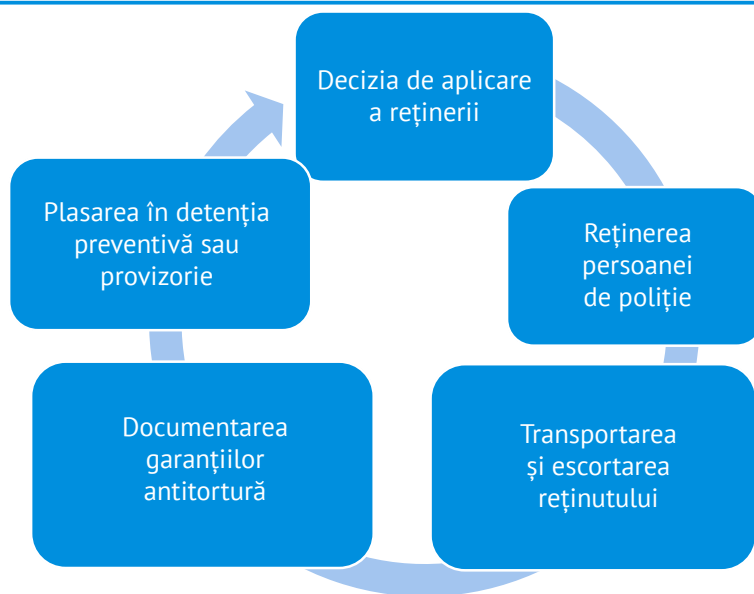 Decizia de aplicare
a reținerii
Reținerea
persoanei
de poliție
Transportarea
și escortarea
reținutului
Documentarea
garanțiilor
antitortură
Plasarea în detenția
preventivă sau
provizorie